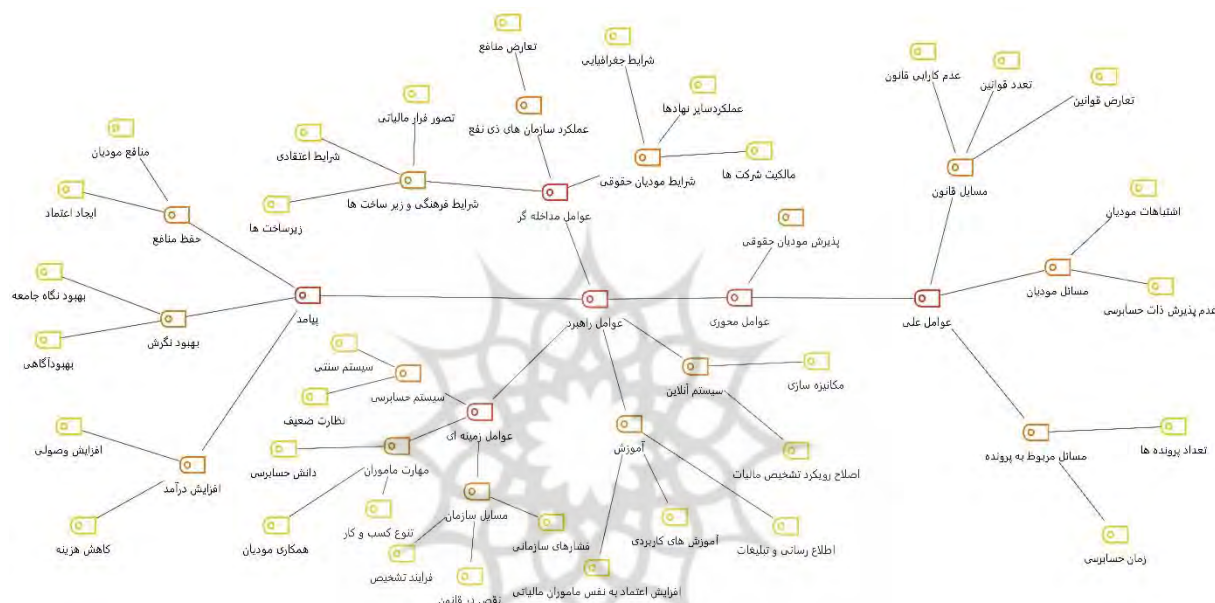 تعارض منافع
شرایط جغرافیایی
عدم کارایی قانون
تعدد قوانین
تعارض قوانین
عملکردسایر نهادها
تصور فرار مالیاتی
عملکرد سازمان های ذی نفع
منافع مودیان
شرایط اعتقادی
شرایط مودیان حقوقی
مالکیت شرکت ها
مسایل قانون
ایجاد اعتماد
شرایط فرهنگی و زیر ساخت ها
عوامل مداخله گر
اشتباهات مودیان
حفظ منافع
زیرساخت ها
پذیرش مودیان حقوقی
مسائل مودیان
بهبود نگاه جامعه
عدم پذیرش ذات حسابرسی
پیامد
عوامل راهبرد
عوامل محوری
عوامل علی
بهبود نگرش
بهبودآگاهی
سیستم سنتی
سیستم آنلاین
مکانیزه سازی
سیستم حسابرسی
نظارت ضعیف
عوامل زمینه ای
آموزش
مسائل مربوط به پرونده
تعداد پرونده ها
افزایش وصولی
دانش حسابرسی
مهارت ماموران
اصلاح رویکرد تشخیص مالیات
افزایش درآمد
مسایل سازمان
تنوع کسب و کار
فشارهای سازمانی
آموزش های کاربردی
اطلاع رسانی و تبلیغات
کاهش هزینه
همکاری مودیان
فرایند تشخیص
زمان حسابرسی
نقص در قانون
افزایش اعتماد به نفس ماموران مالیاتی